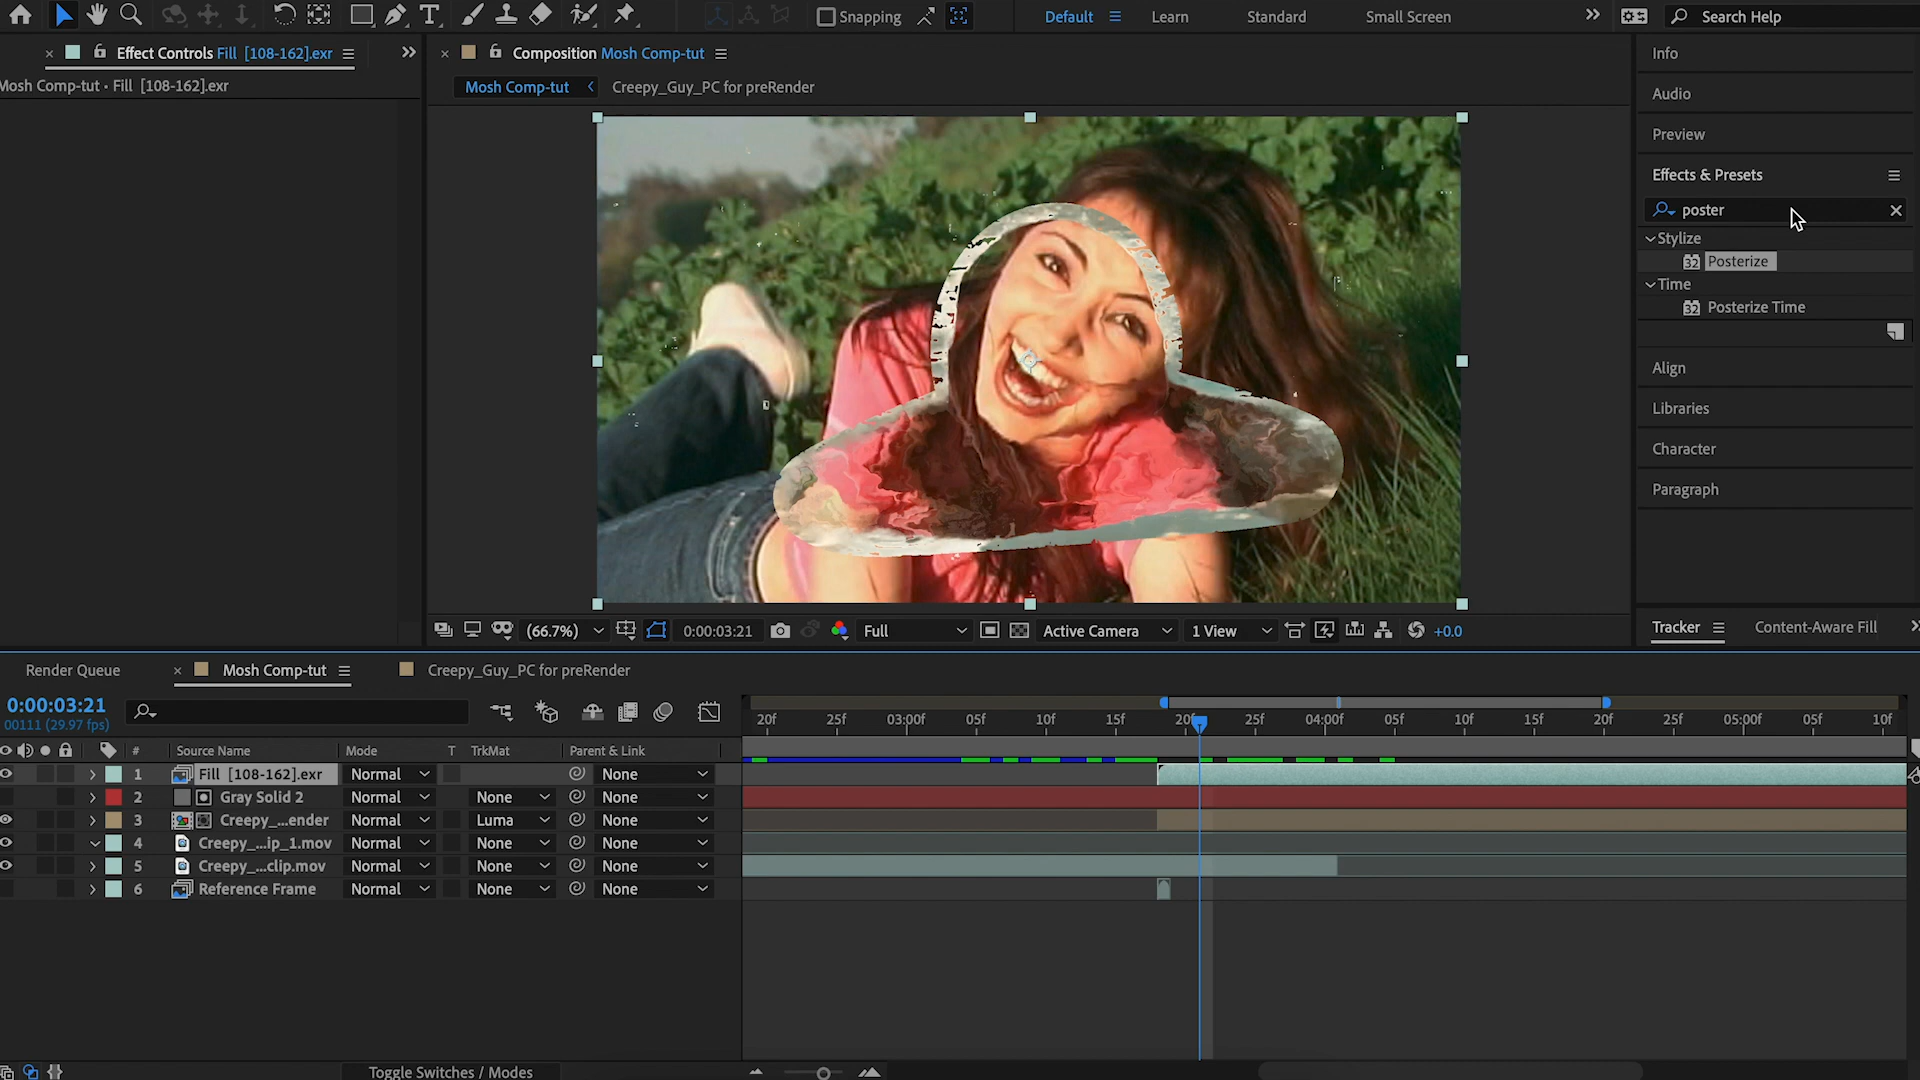 Snapping
Default
Learn
Standard
Small Screen
Search Help
Effect Controls Fill [108-162].exr
Mosh Comp-tut • Fill [108-162].exr
Composition Mosh Comp-tut
Mosh Comp-tut
Creepy_Guy_PC for preRender
Info
Audio
Preview
Effects & Presets
poster
Stylize
32 Posterize
Time
32 Posterize Time
Align
Libraries
Character
Paragraph
Tracker
Content-Aware Fill
(66.7%)
0:00:03:21
Full
Active Camera
1 View
+0.0
Render Queue
Mosh Comp-tut
Creepy_Guy_PC for preRender
0:00:03:21
00111 (29.97 fps)
20f 25f 03:00f 05f 10f 15f 20f 25f 04:00f 05f 10f 15f 20f 25f 05:00f 05f 10f
# Source Name Mode T TrkMat Parent & Link
1 Fill [108-162].exr Normal None
2 Gray Solid 2 Normal None None
3 Creepy_...ender Normal Luma None
4 Creepy_...ip_1.mov Normal None None
5 Creepy_...clip.mov Normal None None
6 Reference Frame Normal None None
Toggle Switches / Modes